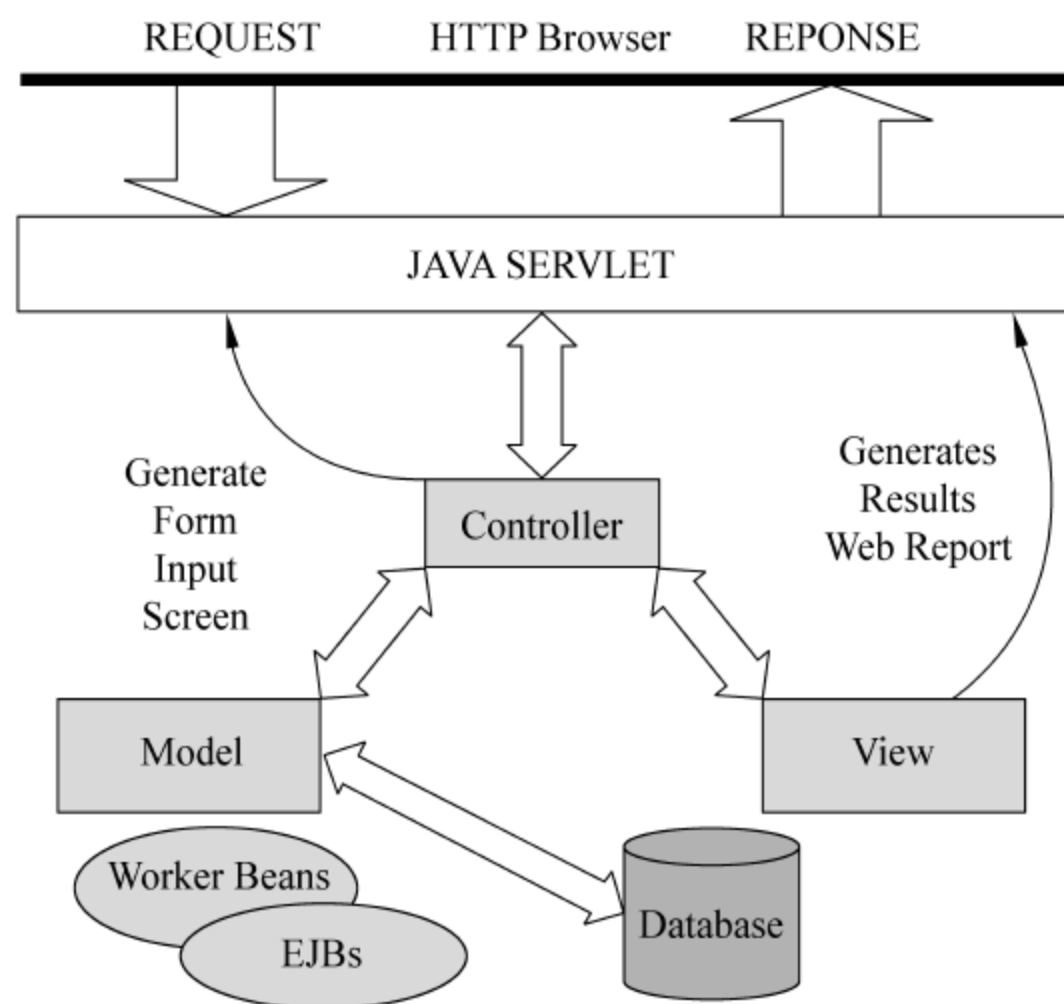 REQUEST HTTP Browser REPONSE
JAVA SERVLET
Generate
Form
Input
Screen
Generates
Results
Web Report
Controller
Model
View
Worker Beans
EJBs
Database